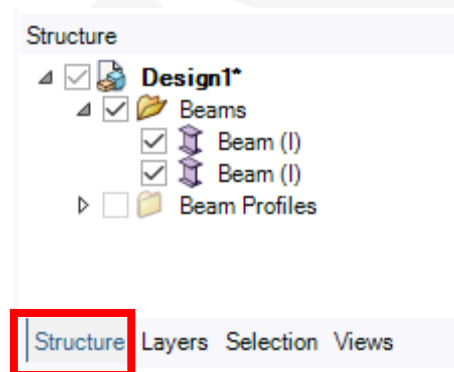 Structure
Design1*
Beams
Beam (I)
Beam (I)
Beam Profiles
Structure Layers Selection Views